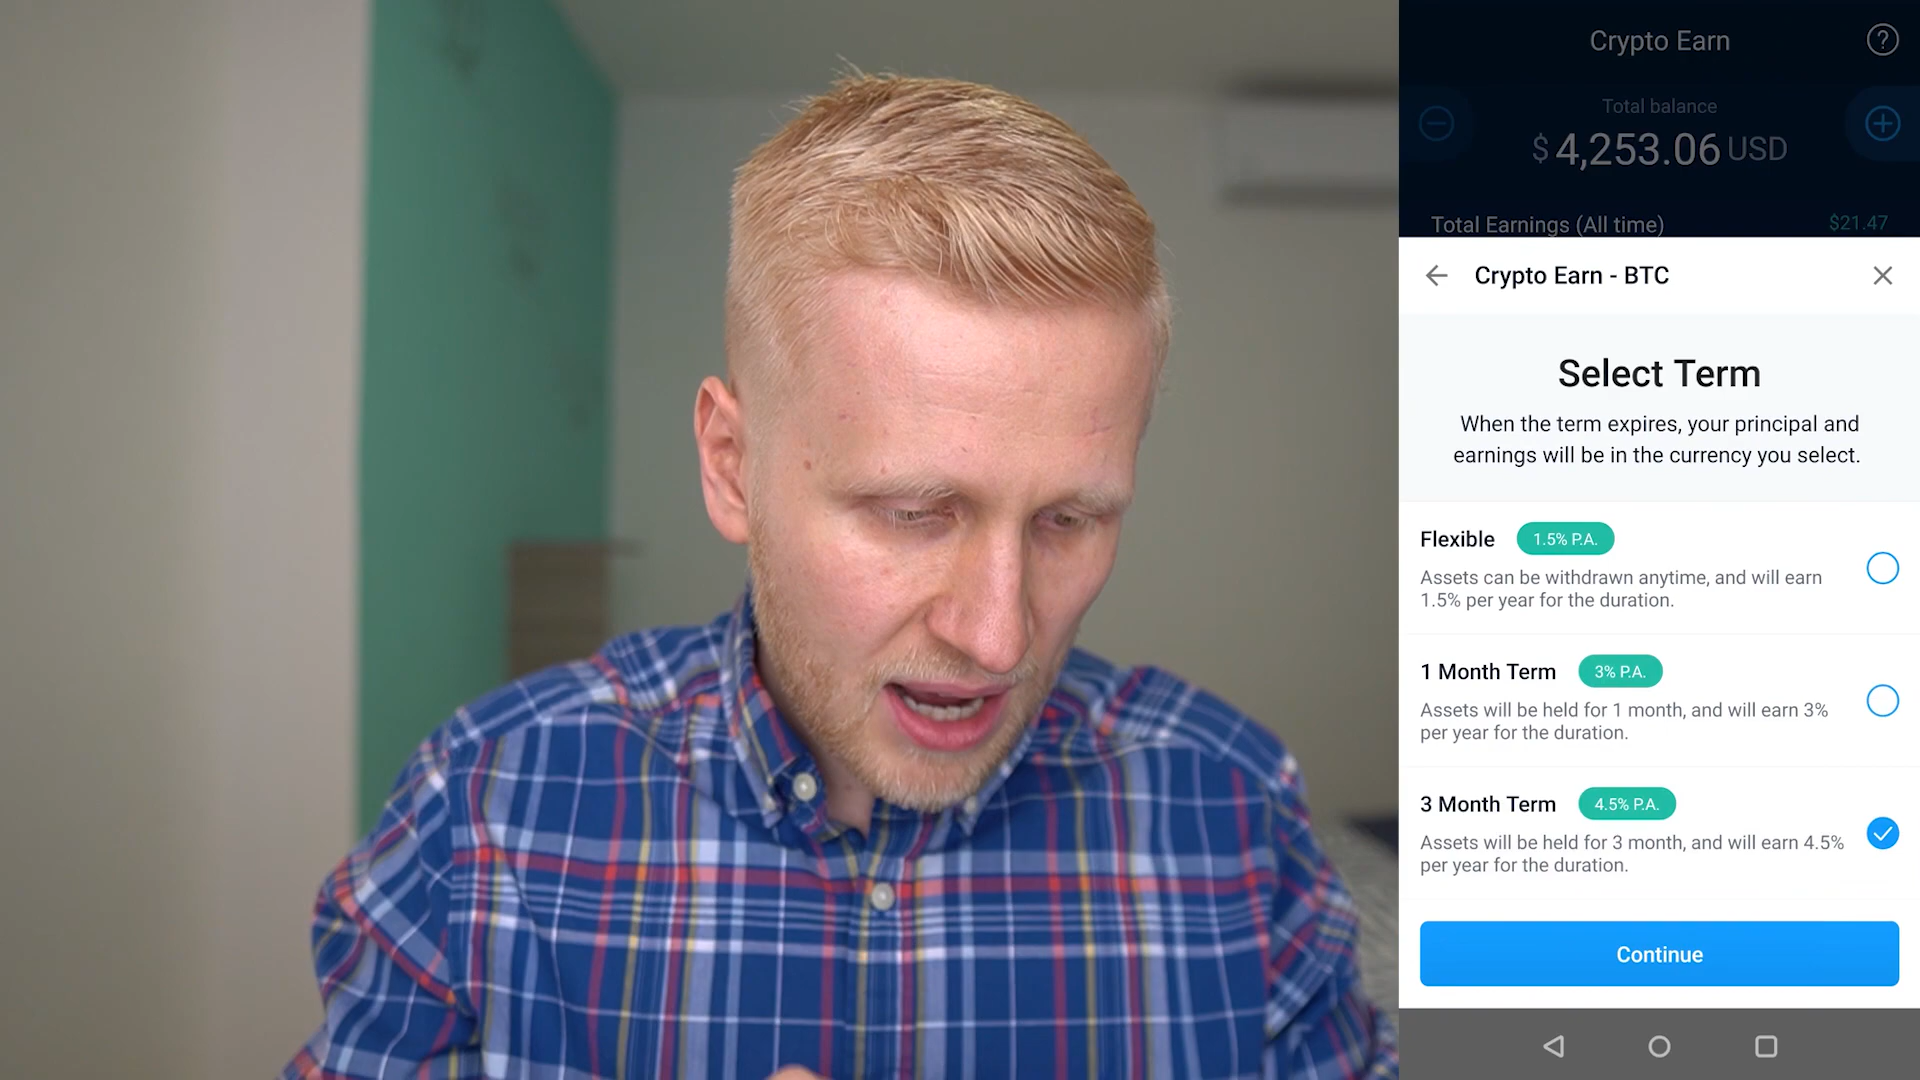 Crypto Earn
Total balance
$ 4,253.06 USD
Total Earnings (All time) $21.47
Crypto Earn - BTC
Select Term
When the term expires, your principal and
earnings will be in the currency you select.
Flexible 1.5% P.A.
Assets can be withdrawn anytime, and will earn
1.5% per year for the duration.
1 Month Term 3% P.A.
Assets will be held for 1 month, and will earn 3%
per year for the duration.
3 Month Term 4.5% P.A.
Assets will be held for 3 month, and will earn 4.5%
per year for the duration.
Continue